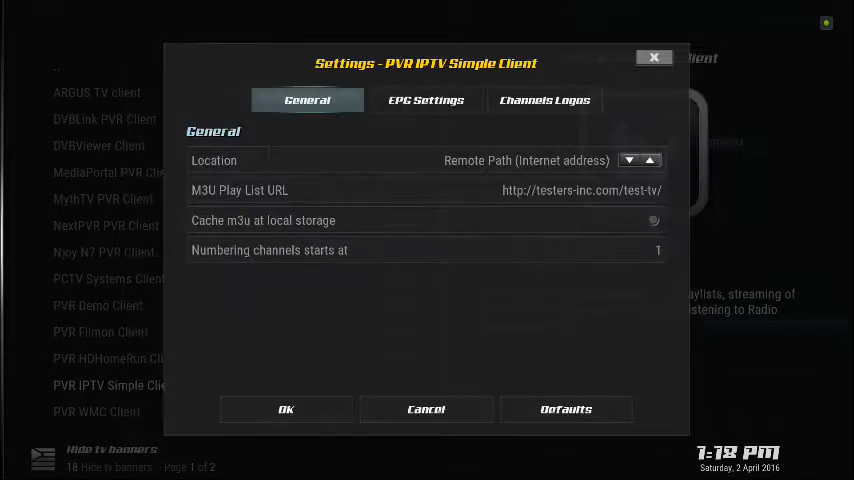 Settings - PVR IPTV Simple Client
General
EPG Settings
Channels Logos
General
Location
Remote Path (Internet address)
M3U Play List URL
http://testers-inc.com/test-tv/
Cache m3u at local storage
Numbering channels starts at
1
OK
Cancel
Defaults
..
ARGUS TV client
DVBLink PVR Client
DVBViewer Client
MediaPortal PVR Clie
MythTV PVR Client
NextPVR PVR Client
Njoy N7 PVR Client
PCTV Systems Client
PVR Demo Client
PVR Filmon Client
PVR HDHomeRun Cli
PVR IPTV Simple Clie
PVR WMC Client
aylists, streaming of
istening to Radio
Hide tv banners
18 Hide tv banners - Page 1 of 2
1:18 PM
Saturday, 2 April 2016